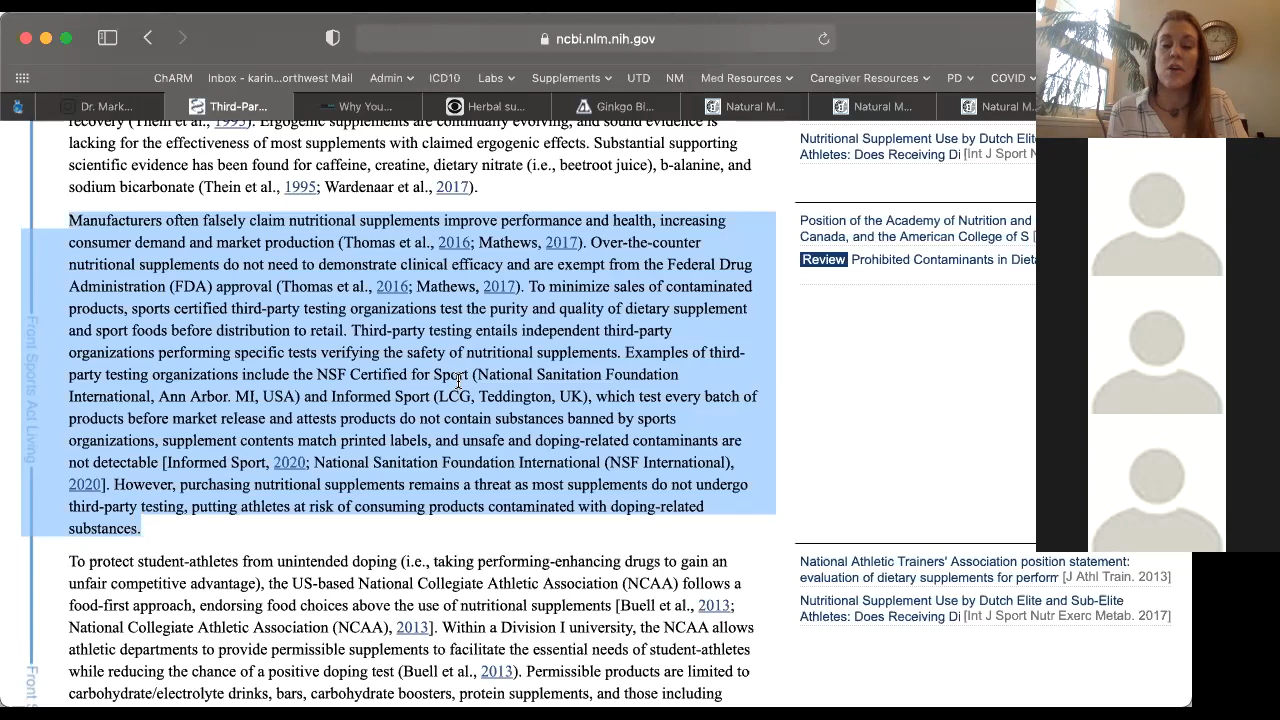 ncbi.nlm.nih.gov
ChARM Inbox - karin...orthwest Mail Admin ICD10 Labs Supplements UTD NM Med Resources Caregiver Resources PD COVID
Dr. Mark... Third-Par... Why You... Herbal su... Ginkgo Bi... Natural M... Natural M... Natural M
recovery (Thein et al., 1995). Ergogenic supplements are continually evolving, and sound evidence is
lacking for the effectiveness of most supplements with claimed ergogenic effects. Substantial supporting
scientific evidence has been found for caffeine, creatine, dietary nitrate (i.e., beetroot juice), b-alanine, and
sodium bicarbonate (Thein et al., 1995; Wardenaar et al., 2017).
Manufacturers often falsely claim nutritional supplements improve performance and health, increasing
consumer demand and market production (Thomas et al., 2016; Mathews, 2017). Over-the-counter
nutritional supplements do not need to demonstrate clinical efficacy and are exempt from the Federal Drug
Administration (FDA) approval (Thomas et al., 2016; Mathews, 2017). To minimize sales of contaminated
products, sports certified third-party testing organizations test the purity and quality of dietary supplement
and sport foods before distribution to retail. Third-party testing entails independent third-party
organizations performing specific tests verifying the safety of nutritional supplements. Examples of third-
party testing organizations include the NSF Certified for Sport (National Sanitation Foundation
International, Ann Arbor. MI, USA) and Informed Sport (LCG, Teddington, UK), which test every batch of
products before market release and attests products do not contain substances banned by sports
organizations, supplement contents match printed labels, and unsafe and doping-related contaminants are
not detectable [Informed Sport, 2020; National Sanitation Foundation International (NSF International),
2020]. However, purchasing nutritional supplements remains a threat as most supplements do not undergo
third-party testing, putting athletes at risk of consuming products contaminated with doping-related
substances.
To protect student-athletes from unintended doping (i.e., taking performing-enhancing drugs to gain an
unfair competitive advantage), the US-based National Collegiate Athletic Association (NCAA) follows a
food-first approach, endorsing food choices above the use of nutritional supplements [Buell et al., 2013;
National Collegiate Athletic Association (NCAA), 2013]. Within a Division I university, the NCAA allows
athletic departments to provide permissible supplements to facilitate the essential needs of student-athletes
while reducing the chance of a positive doping test (Buell et al., 2013). Permissible products are limited to
carbohydrate/electrolyte drinks, bars, carbohydrate boosters, protein supplements, and those including
Front Sports Act Living
Front S
Nutritional Supplement Use by Dutch Elite
Athletes: Does Receiving Di [Int J Sport N
Position of the Academy of Nutrition and
Canada, and the American College of S [
Review Prohibited Contaminants in Diet
National Athletic Trainers' Association position statement:
evaluation of dietary supplements for perforr [J Athl Train. 2013]
Nutritional Supplement Use by Dutch Elite and Sub-Elite
Athletes: Does Receiving Di [Int J Sport Nutr Exerc Metab. 2017]